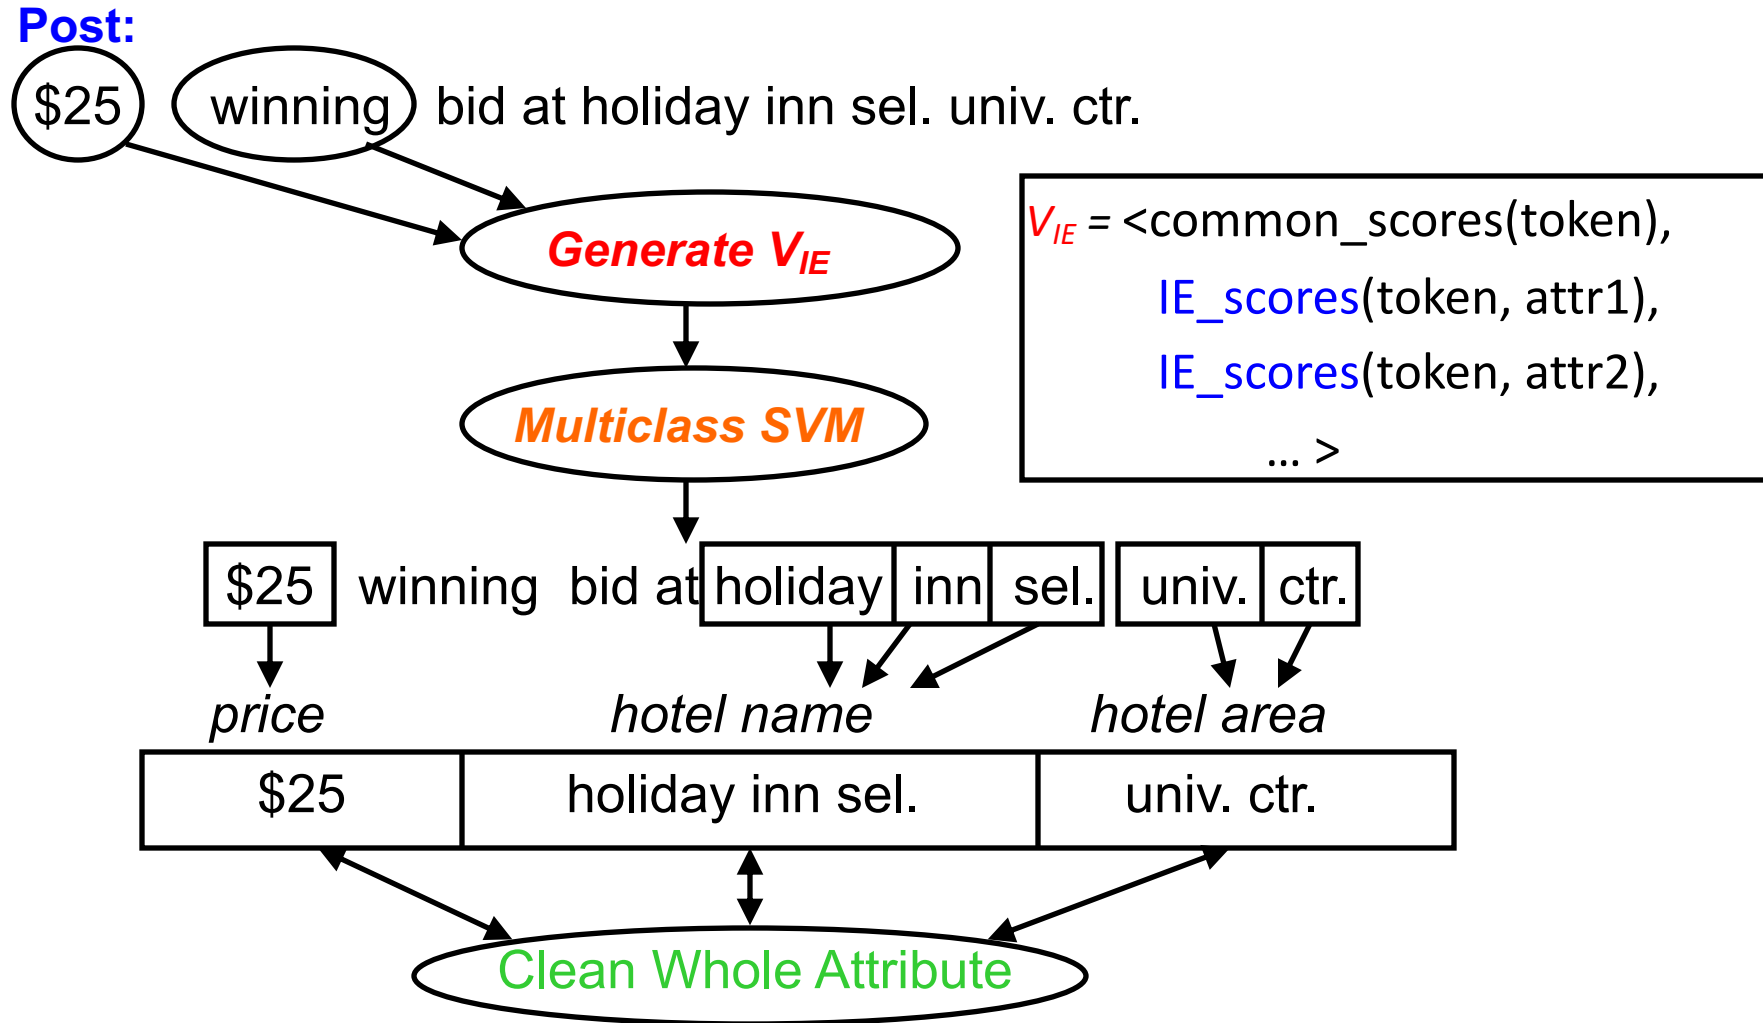 Post:
$25 winning bid at holiday inn sel. univ. ctr.
Generate VIE
VIE = <common_scores(token),
IE_scores(token, attr1),
IE_scores(token, attr2),
... >
Multiclass SVM
$25 winning bid at holiday inn sel. univ. ctr.
price hotel name hotel area
$25 holiday inn sel. univ. ctr.
Clean Whole Attribute